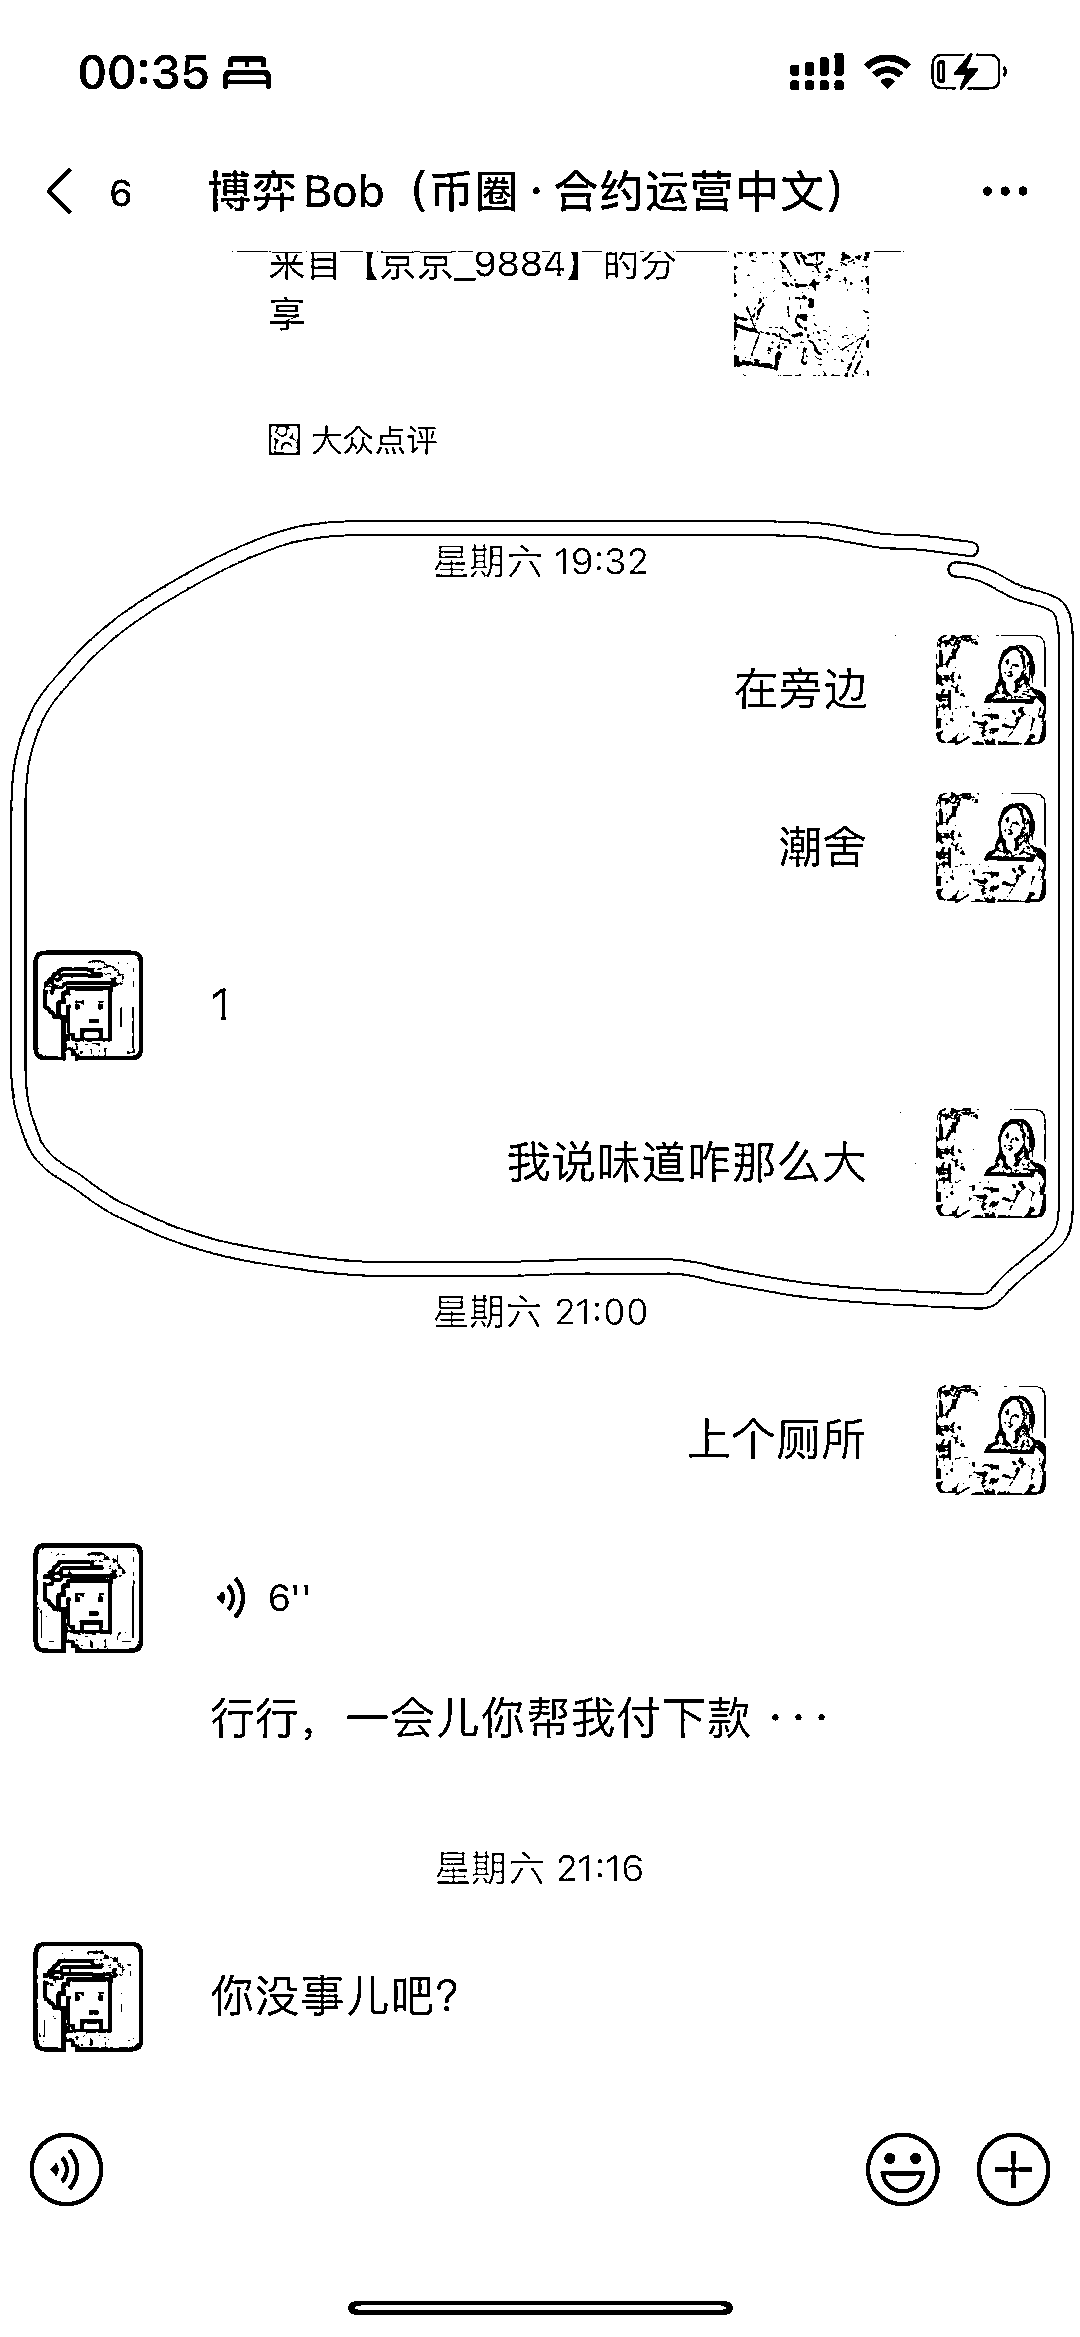 00:35
6 博弈Bob（币圈·合约运营中文） ···
来自【京京_9884】的分
享
大众点评
星期六 19:32
在旁边
潮舍
1
我说味道咋那么大
星期六 21:00
上个厕所
6''
行行，一会儿你帮我付下款 ···
星期六 21:16
你没事儿吧？